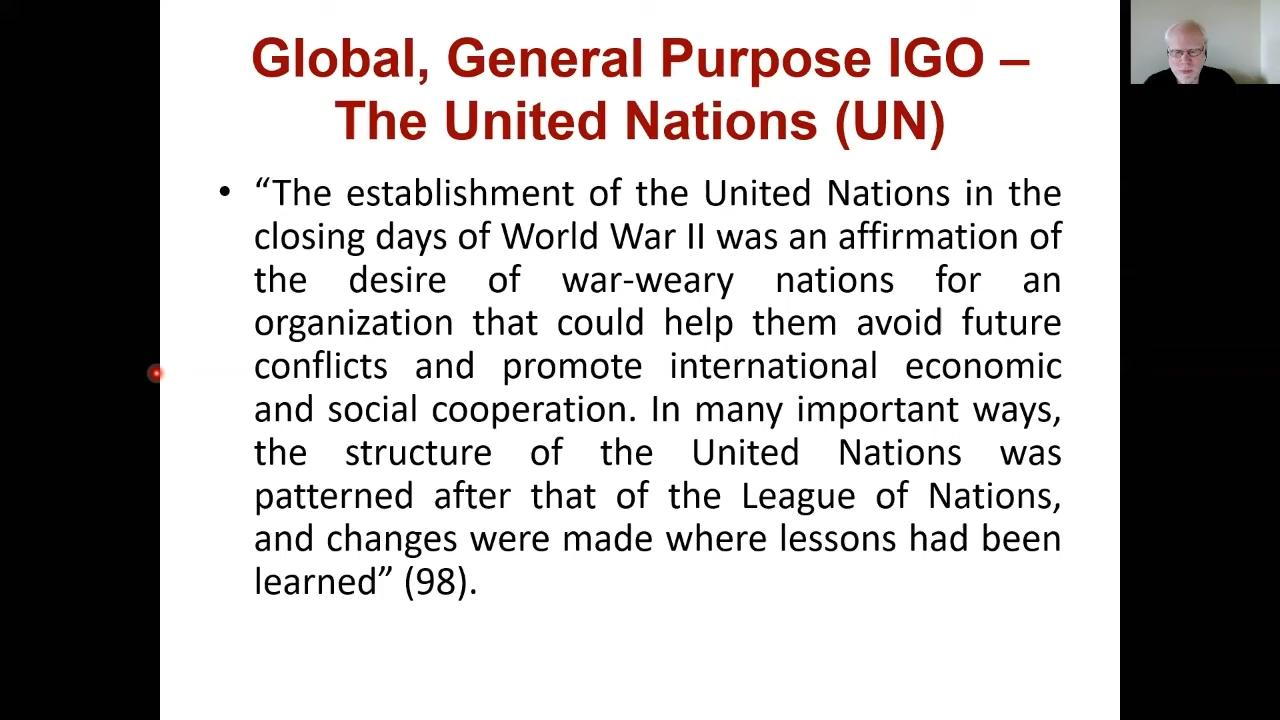 Global, General Purpose IGO –
The United Nations (UN)
• “The establishment of the United Nations in the
closing days of World War II was an affirmation of
the desire of war-weary nations for an
organization that could help them avoid future
conflicts and promote international economic
and social cooperation. In many important ways,
the structure of the United Nations was
patterned after that of the League of Nations,
and changes were made where lessons had been
learned” (98).